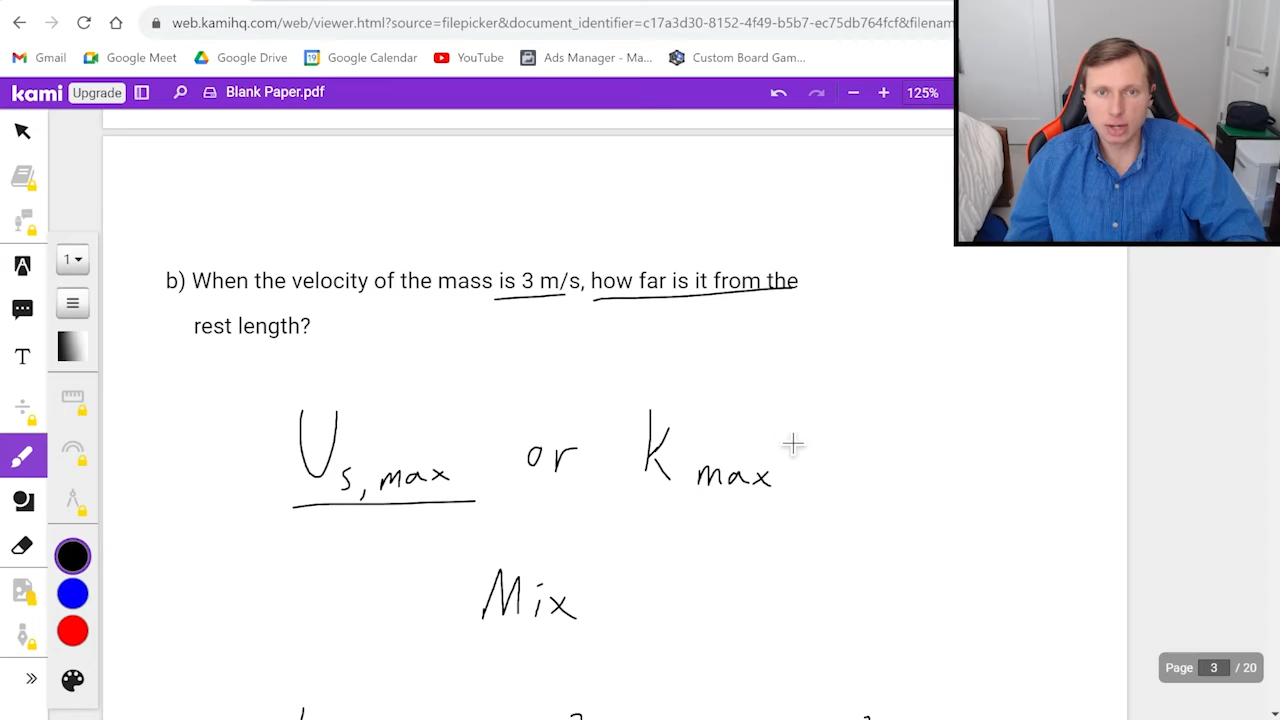 web.kamihq.com/web/viewer.html?source=filepicker&document_identifier=c17a3d30-8152-4f49-b5b7-ec75db764fcf&filenam
Gmail Google Meet Google Drive 19 Google Calendar YouTube Ads Manager - Ma... Custom Board Gam...
kami Upgrade Blank Paper.pdf 125%
1
b) When the velocity of the mass is 3 m/s, how far is it from the
rest length?
U s, max or k max
Mix
T
Page 3 / 20